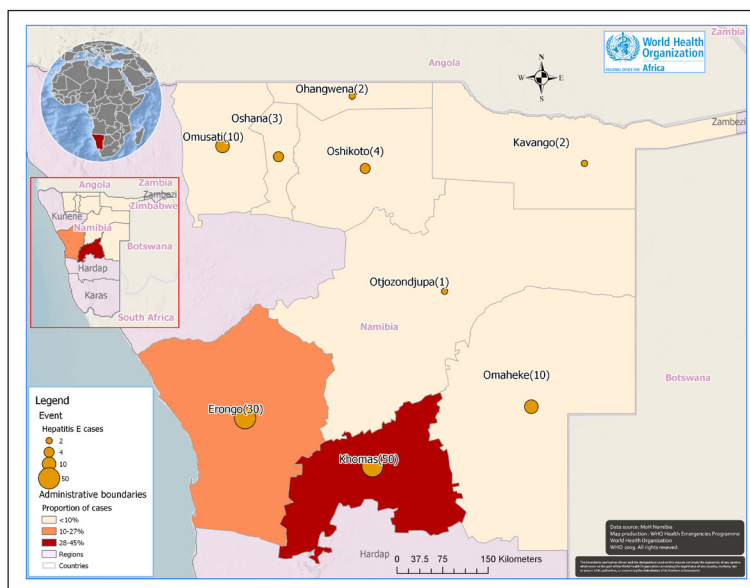 World Health
Organization
REGIONAL OFFICE FOR Africa
Zambia
Angola
N
W E
S
Ohangwena(2)
Oshana(3)
Omusati(10)
Oshikoto(4)
Kavango(2)
Zambezi
Angola
Zambia
Zambezi
Zimbabwe
Kunene
Namibia
Botswana
Hardap
Karas
South Africa
Otjozondjupa(1)
Namibia
Omaheke(10)
Botswana
Erongo(30)
Khomas(50)
Hardap
Legend
Event
Hepatitis E cases
2
4
10
50
Administrative boundaries
Proportion of cases
<10%
10-27%
28-45%
Regions
Countries
0 37.5 75 150 Kilometers
Data source: MoH Namibia
Map production : WHO Health Emergencies Programme
World Health Organization
WHO 2019. All rights reseved.